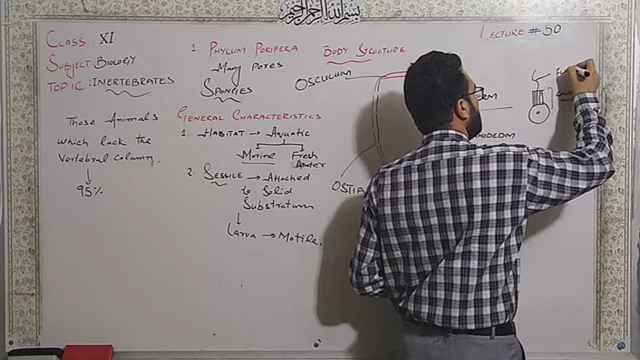 بسم الله الرحمن الرحيم
LECTURE # 50
CLASS: XI
SUBJECT: BIOLOGY
TOPIC: INERTEBRATES
Those Animals
which lack the
Vertebral column.
95%
1. PHYLUM PORIFERA
Many pores
SPONGIES
GENERAL CHARACTERISTICS
1. HABITAT → Aquatic
Marine Fresh
water
2. SESSILE → Attached
to Solid
Substratum
Larva → Motile.
BODY STRUCTURE
OSCULUM
OSTIA